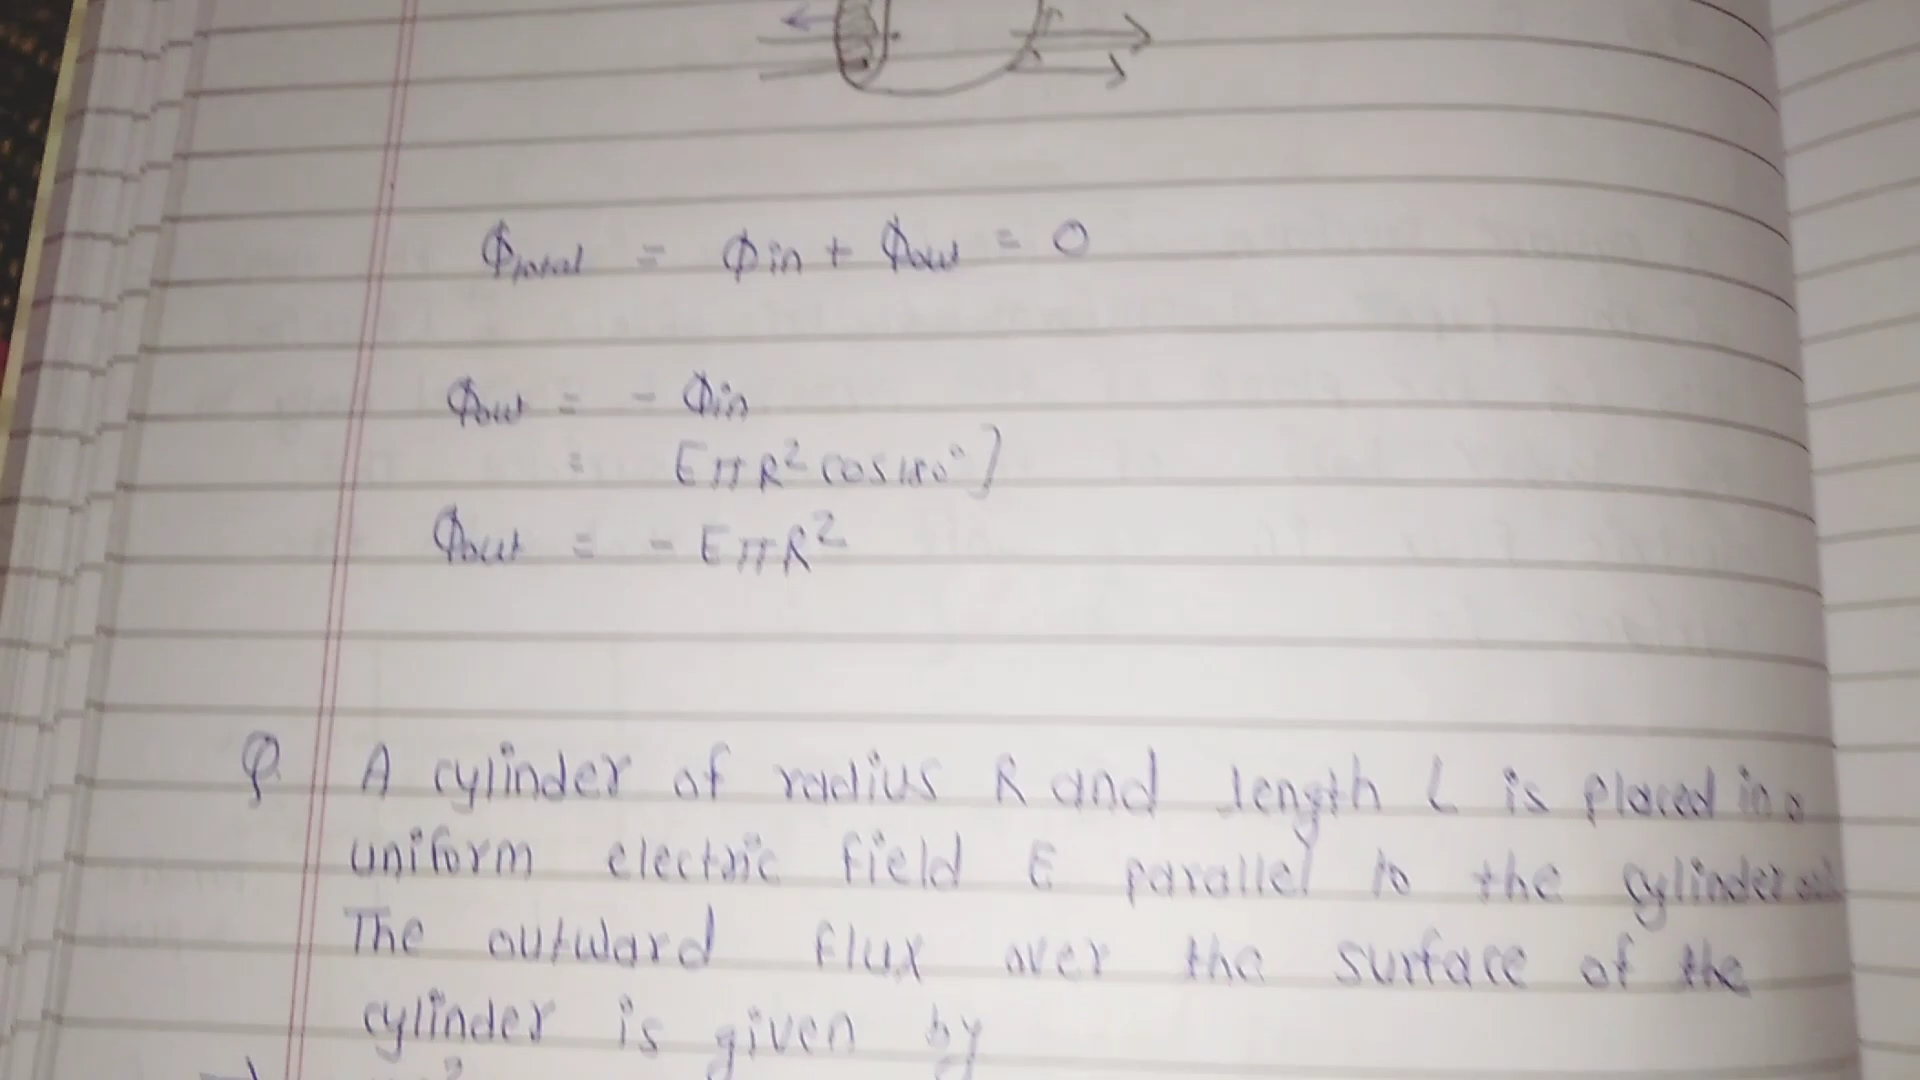 Φtotal = Φin + Φout = 0
Φout = - Φin
= EπR² cos180°]
Φout = - EπR²
Q A cylinder of radius R and length L is placed in a
uniform electric field E parallel to the cylinder
The outward flux over the surface of the
cylinder is given by